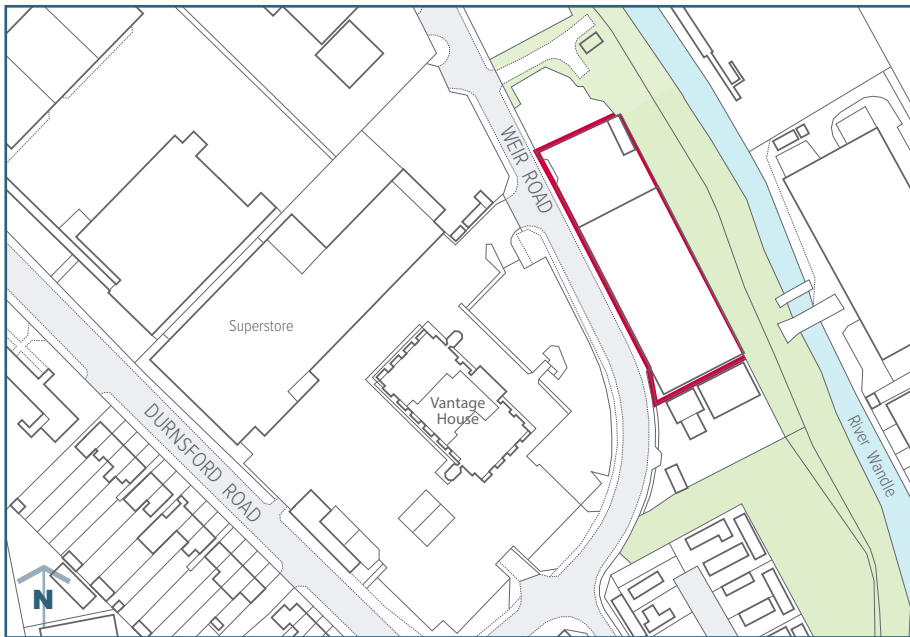 WEIR ROAD
Superstore
Vantage
House
DURNSFORD ROAD
River Wandle
N